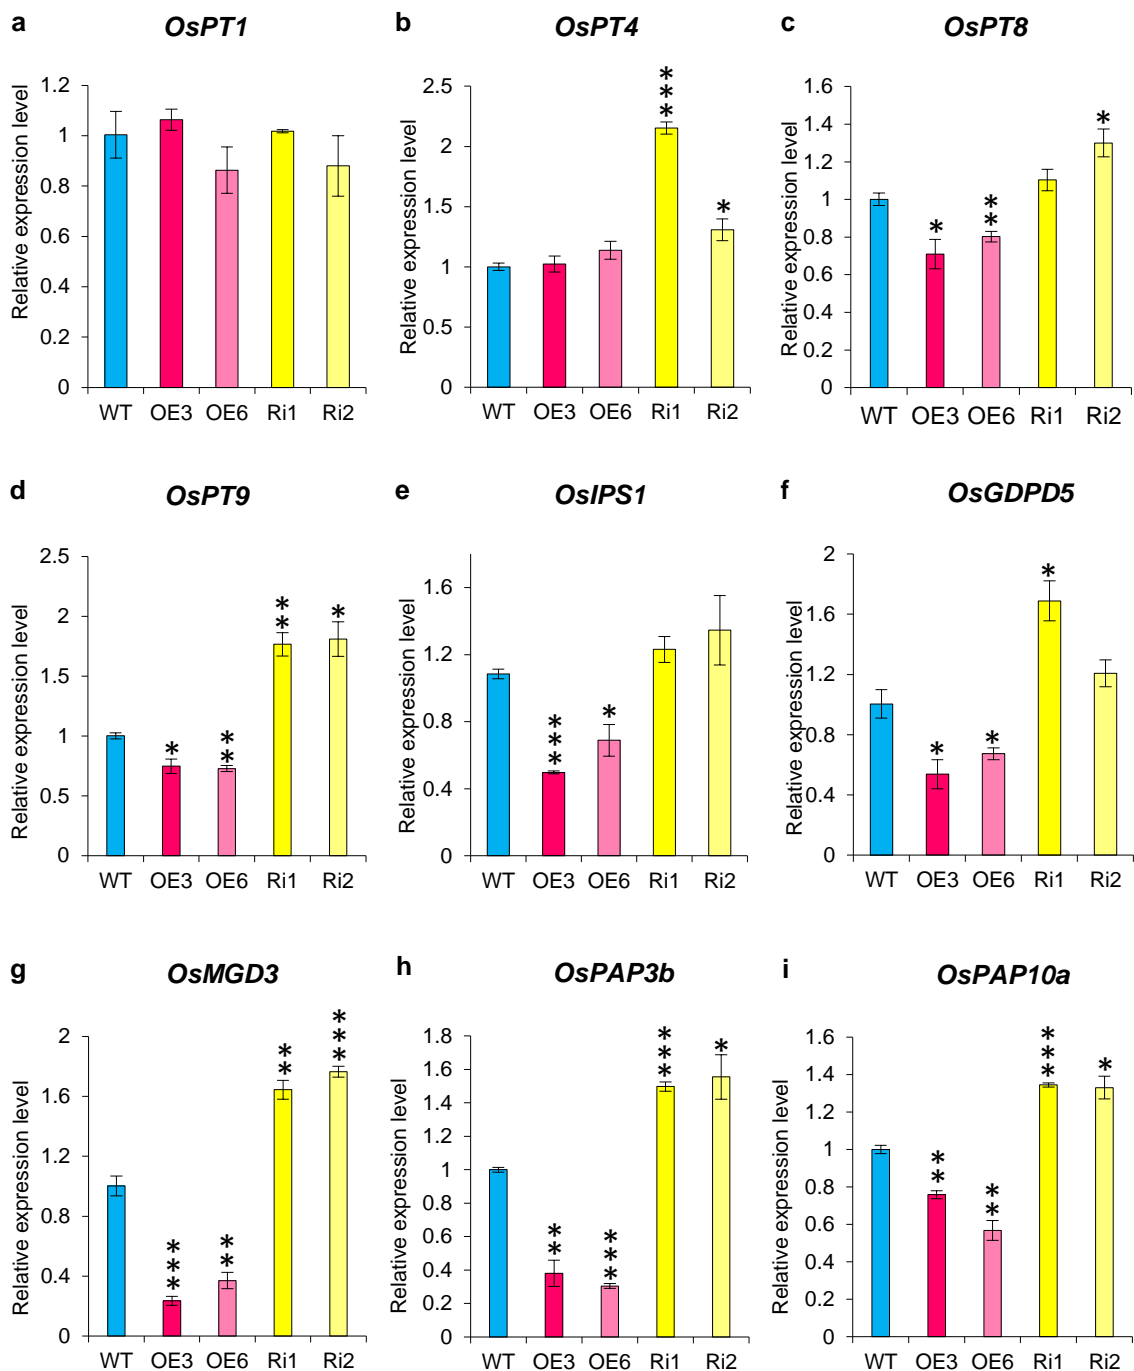 a OsPT1
Relative expression level
1.2
1
0.8
0.6
0.4
0.2
0
WT OE3 OE6 Ri1 Ri2
b OsPT4
Relative expression level
2.5
2
1.5
1
0.5
0
***
*
WT OE3 OE6 Ri1 Ri2
c OsPT8
Relative expression level
1.6
1.4
1.2
1
0.8
0.6
0.4
0.2
0
* ** *
WT OE3 OE6 Ri1 Ri2
d OsPT9
Relative expression level
2.5
2
1.5
1
0.5
0
* ** ** *
WT OE3 OE6 Ri1 Ri2
e OsIPS1
Relative expression level
1.6
1.2
0.8
0.4
0
*** *
WT OE3 OE6 Ri1 Ri2
f OsGDPD5
Relative expression level
2
1.6
1.2
0.8
0.4
0
* * *
WT OE3 OE6 Ri1 Ri2
g OsMGD3
Relative expression level
2
1.6
1.2
0.8
0.4
0
*** ** ** ***
WT OE3 OE6 Ri1 Ri2
h OsPAP3b
Relative expression level
1.8
1.6
1.4
1.2
1
0.8
0.6
0.4
0.2
0
** *** *** *
WT OE3 OE6 Ri1 Ri2
i OsPAP10a
Relative expression level
1.6
1.4
1.2
1
0.8
0.6
0.4
0.2
0
** ** *** *
WT OE3 OE6 Ri1 Ri2